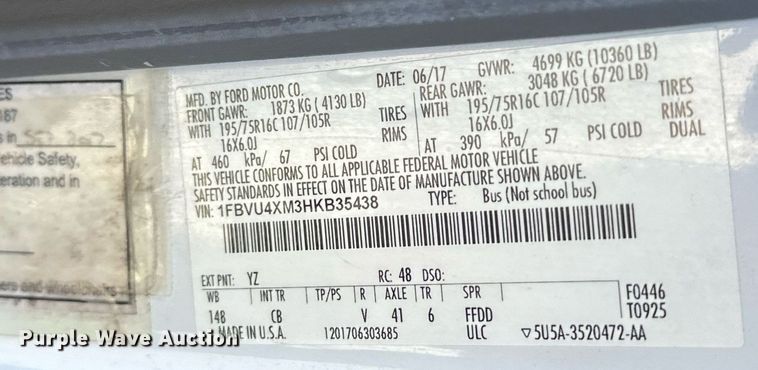 ES
187
s in
ehicle Safety,
eration and in
ers and Wheelchairs
MFD. BY FORD MOTOR CO. DATE: 06/17 GVWR: 4699 KG (10360 LB)
FRONT GAWR: 1873 KG (4130 LB) REAR GAWR: 3048 KG (6720 LB)
WITH 195/75R16C 107/105R TIRES WITH 195/75R16C 107/105R TIRES
16X6.0J RIMS 16X6.0J RIMS
AT 460 kPa/ 67 PSI COLD AT 390 kPa/ 57 PSI COLD DUAL
THIS VEHICLE CONFORMS TO ALL APPLICABLE FEDERAL MOTOR VEHICLE
SAFETY STANDARDS IN EFFECT ON THE DATE OF MANUFACTURE SHOWN ABOVE.
VIN: 1FBVU4XM3HKB35438 TYPE: Bus (Not school bus)
EXT PNT: YZ RC: 48 DSO:
WB INT TR TP/PS R AXLE TR SPR F0446
148 CB V 41 6 FFDD T0925
MADE IN U.S.A. 1201706303685 ULC ▽5U5A-3520472-AA
Purple Wave Auction